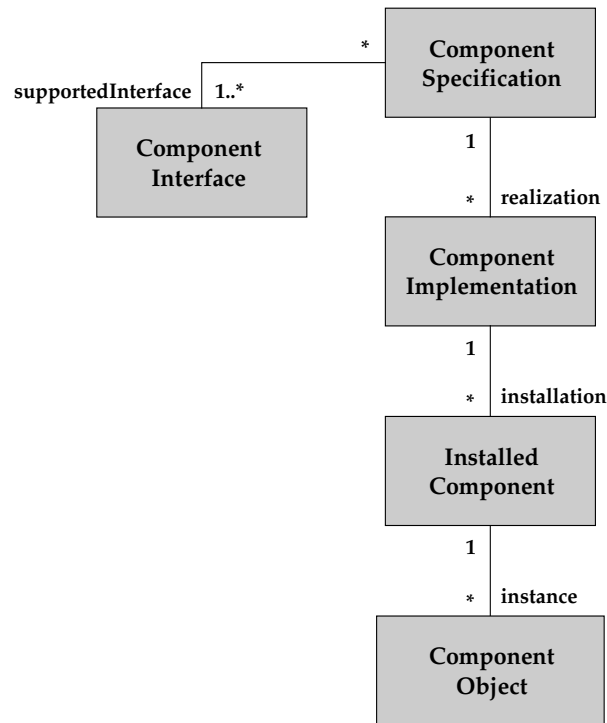 *
Component
Specification
supportedInterface
1..*
Component
Interface
1
*
realization
Component
Implementation
1
*
installation
Installed
Component
1
*
instance
Component
Object